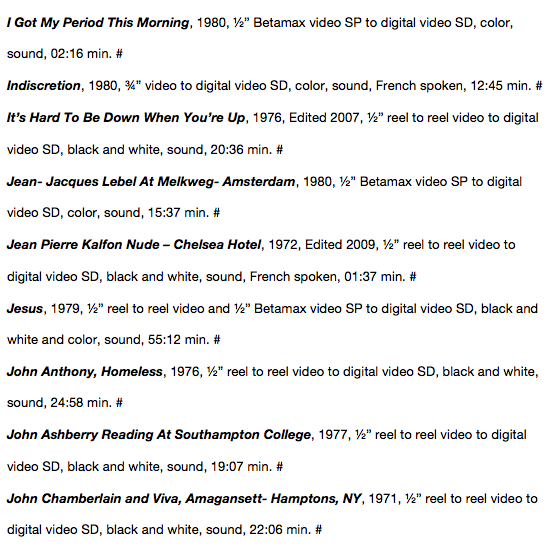 I Got My Period This Morning, 1980, ½” Betamax video SP to digital video SD, color,
sound, 02:16 min. #
Indiscretion, 1980, ¾” video to digital video SD, color, sound, French spoken, 12:45 min. #
It’s Hard To Be Down When You’re Up, 1976, Edited 2007, ½” reel to reel video to digital
video SD, black and white, sound, 20:36 min. #
Jean- Jacques Lebel At Melkweg- Amsterdam, 1980, ½” Betamax video SP to digital
video SD, color, sound, 15:37 min. #
Jean Pierre Kalfon Nude – Chelsea Hotel, 1972, Edited 2009, ½” reel to reel video to
digital video SD, black and white, sound, French spoken, 01:37 min. #
Jesus, 1979, ½” reel to reel video and ½” Betamax video SP to digital video SD, black and
white and color, sound, 55:12 min. #
John Anthony, Homeless, 1976, ½” reel to reel video to digital video SD, black and white,
sound, 24:58 min. #
John Ashberry Reading At Southampton College, 1977, ½” reel to reel video to digital
video SD, black and white, sound, 19:07 min. #
John Chamberlain and Viva, Amagansett- Hamptons, NY, 1971, ½” reel to reel video to
digital video SD, black and white, sound, 22:06 min. #